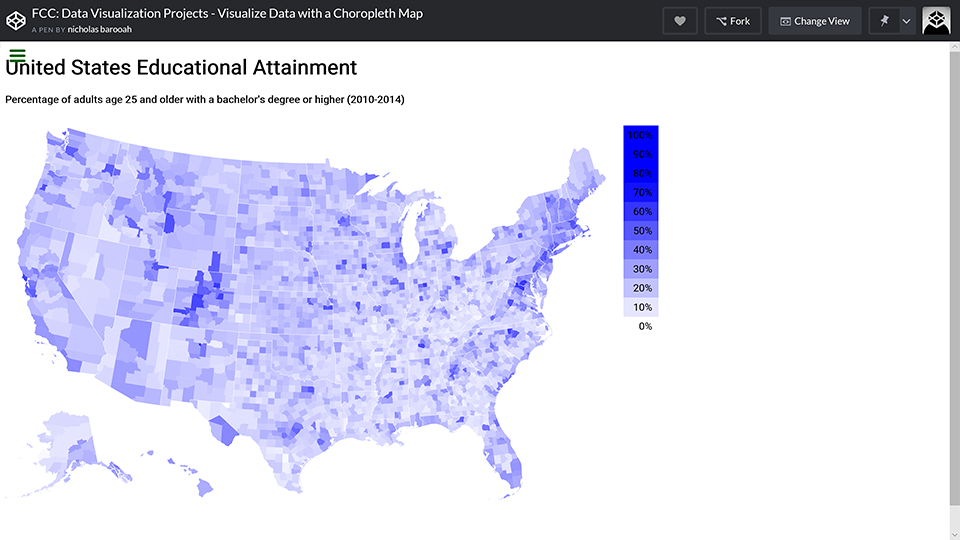 FCC: Data Visualization Projects - Visualize Data with a Choropleth Map
A PEN BY nicholas barooah
Fork
Change View
United States Educational Attainment
Percentage of adults age 25 and older with a bachelor's degree or higher (2010-2014)
100%
90%
80%
70%
60%
50%
40%
30%
20%
10%
0%